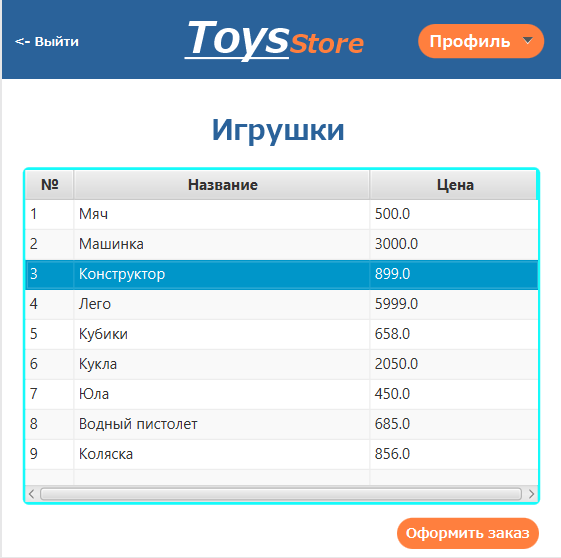 <- Выйти
ToysStore
Профиль
Игрушки
№ Название Цена
1 Мяч 500.0
2 Машинка 3000.0
3 Конструктор 899.0
4 Лего 5999.0
5 Кубики 658.0
6 Кукла 2050.0
7 Юла 450.0
8 Водный пистолет 685.0
9 Коляска 856.0
Оформить заказ